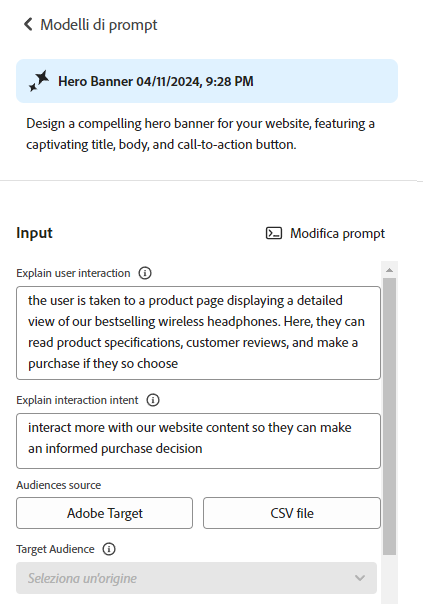 Modelli di prompt
Hero Banner 04/11/2024, 9:28 PM
Design a compelling hero banner for your website, featuring a
captivating title, body, and call-to-action button.
Input
Modifica prompt
Explain user interaction
the user is taken to a product page displaying a detailed
view of our bestselling wireless headphones. Here, they can
read product specifications, customer reviews, and make a
purchase if they so choose
Explain interaction intent
interact more with our website content so they can make
an informed purchase decision
Audiences source
Adobe Target
CSV file
Target Audience
Seleziona un'origine